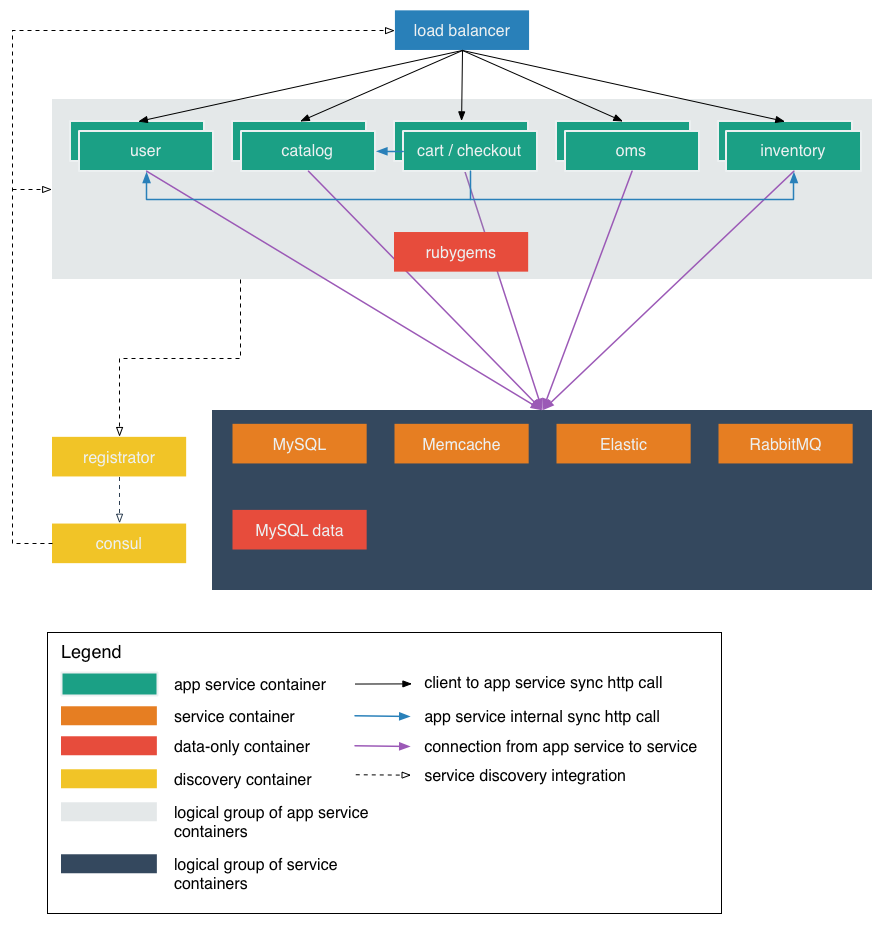 load balancer
user
catalog
cart / checkout
oms
inventory
rubygems
MySQL
Memcache
Elastic
RabbitMQ
registrator
MySQL data
consul
Legend
app service container
client to app service sync http call
service container
app service internal sync http call
data-only container
connection from app service to service
discovery container
service discovery integration
logical group of app service
containers
logical group of service
containers